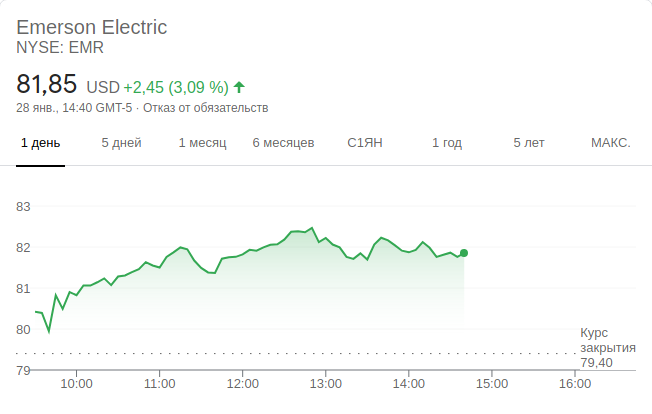 Emerson Electric
NYSE: EMR
81,85 USD +2,45 (3,09 %)
28 янв., 14:40 GMT-5 · Отказ от обязательств
1 день 5 дней 1 месяц 6 месяцев С1ЯН 1 год 5 лет МАКС.
83
82
81
80
Курс
закрытия
79,40
79
10:00 11:00 12:00 13:00 14:00 15:00 16:00